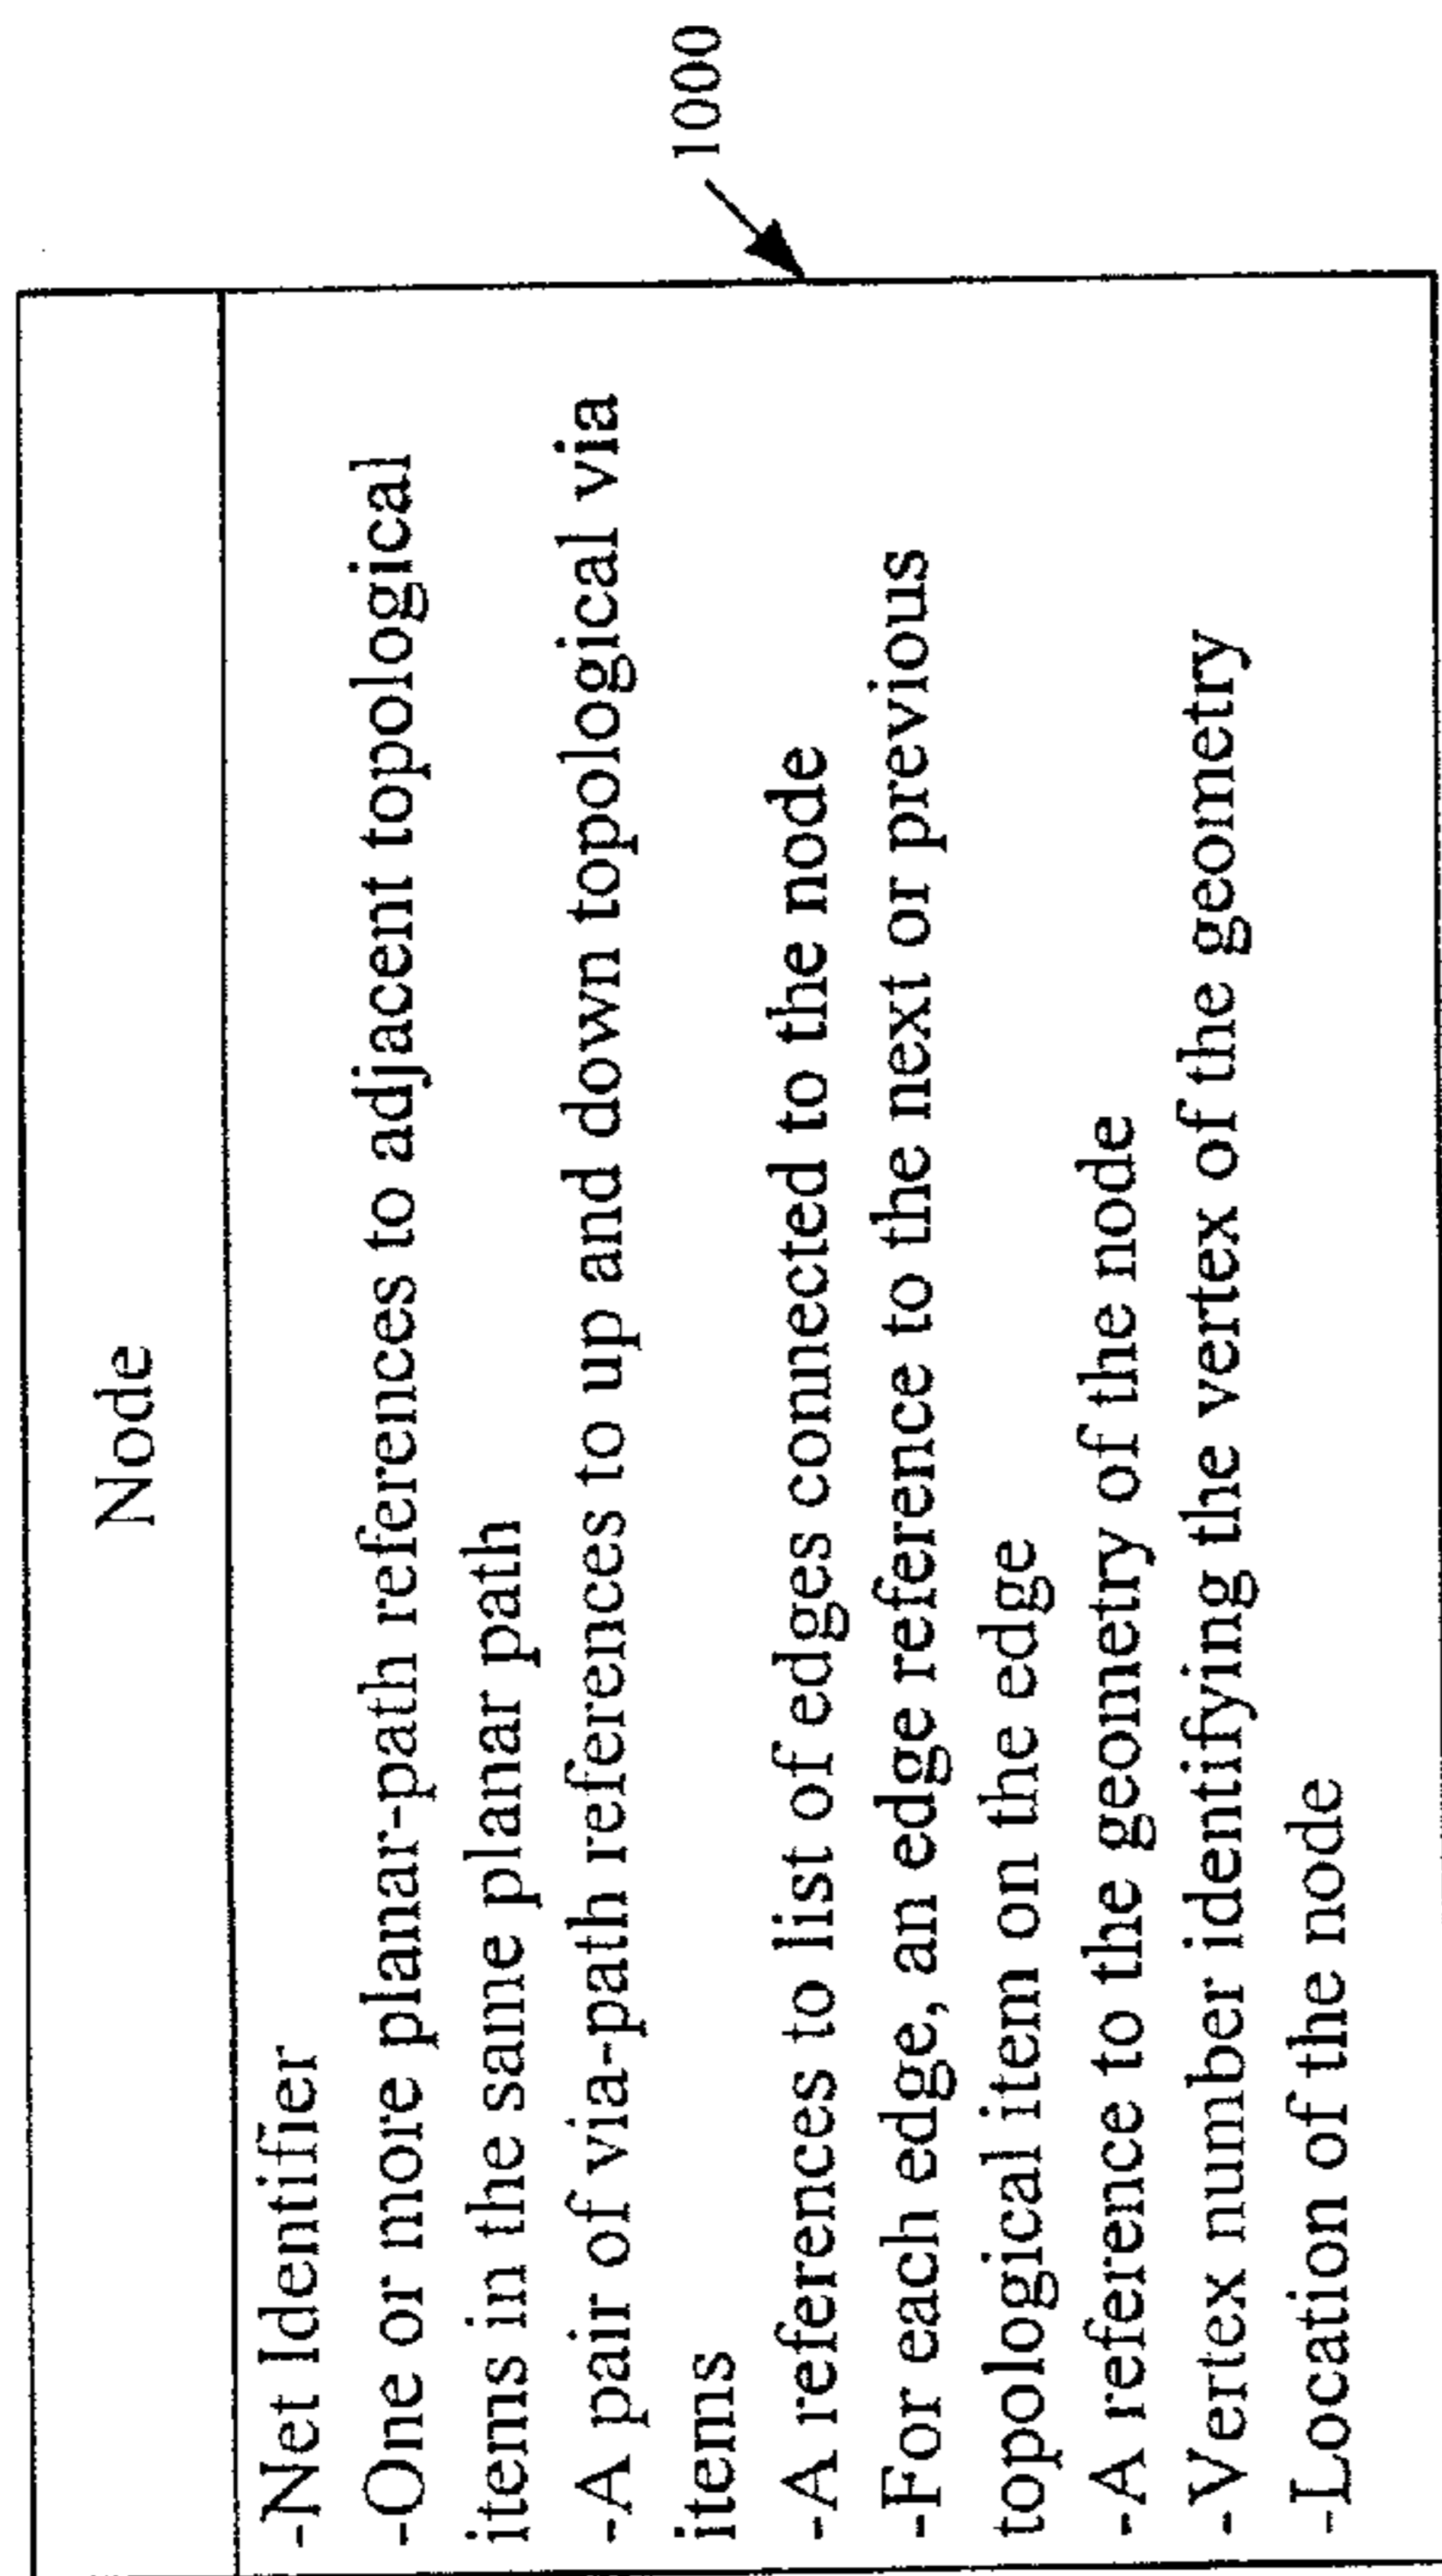 Node
-Net Identifier
-One or more planar-path references to adjacent topological
items in the same planar path
-A pair of via-path references to up and down topological via
items
-A references to list of edges connected to the node
-For each edge, an edge reference to the next or previous
topological item on the edge
-A reference to the geometry of the node
-Vertex number identifying the vertex of the geometry
-Location of the node
1000